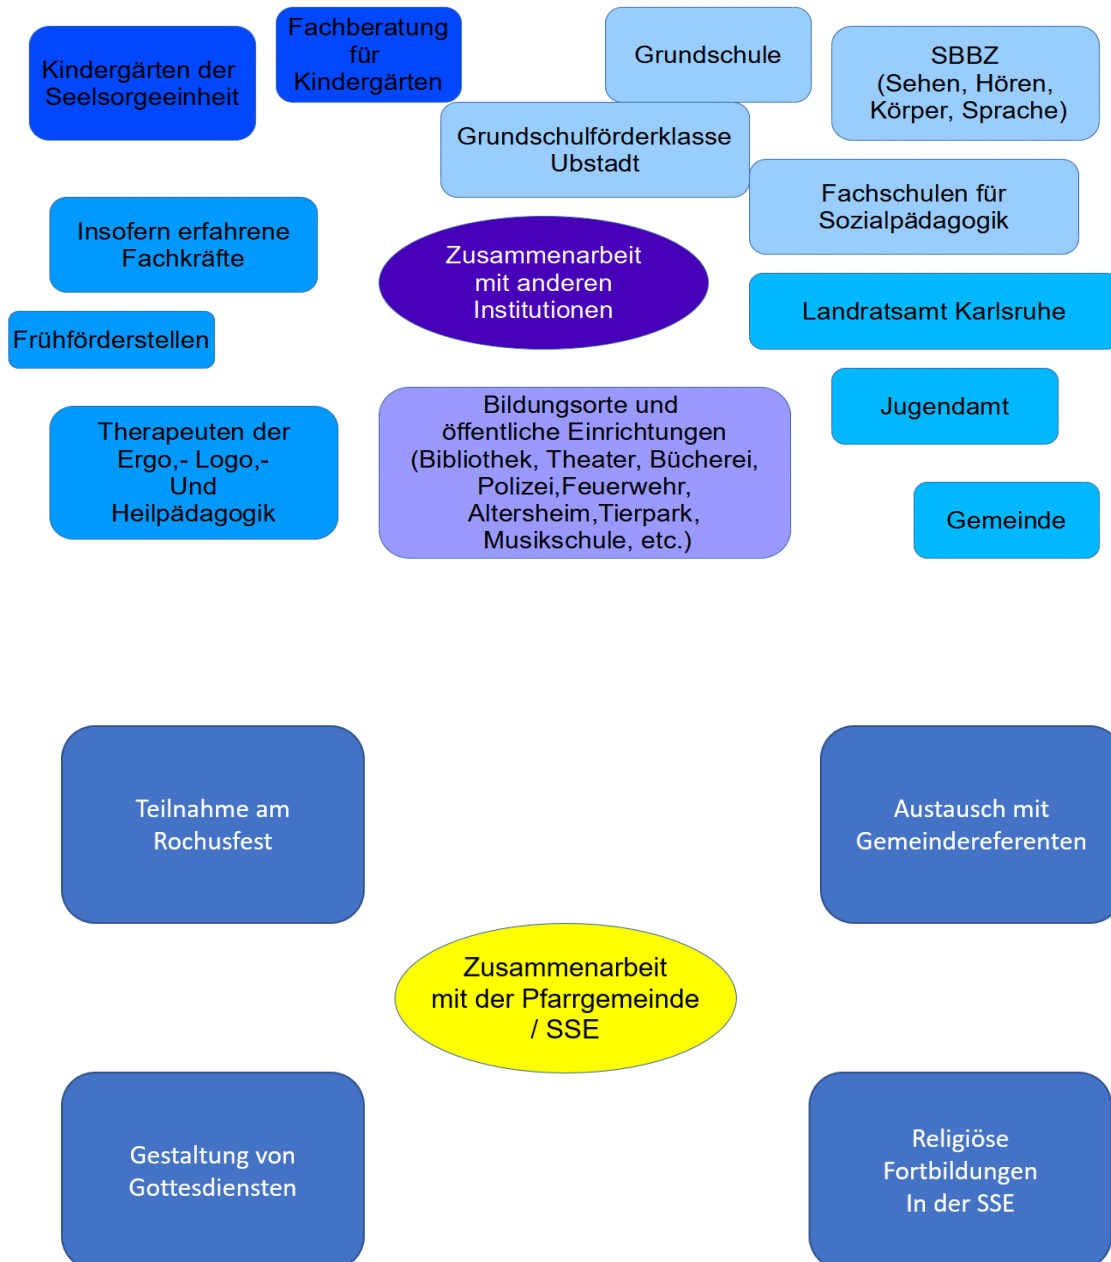 Kindergärten der
Seelsorgeeinheit
Fachberatung
für
Kindergärten
Grundschule
SBBZ
(Sehen, Hören,
Körper, Sprache)
Grundschulförderklasse
Ubstadt
Fachschulen für
Sozialpädagogik
Insofern erfahrene
Fachkräfte
Zusammenarbeit
mit anderen
Institutionen
Landratsamt Karlsruhe
Frühförderstellen
Jugendamt
Therapeuten der
Ergo,- Logo,-
Und
Heilpädagogik
Bildungsorte und
öffentliche Einrichtungen
(Bibliothek, Theater, Bücherei,
Polizei,Feuerwehr,
Altersheim,Tierpark,
Musikschule, etc.)
Gemeinde
Teilnahme am
Rochusfest
Austausch mit
Gemeindereferenten
Zusammenarbeit
mit der Pfarrgemeinde
/ SSE
Gestaltung von
Gottesdiensten
Religiöse
Fortbildungen
In der SSE